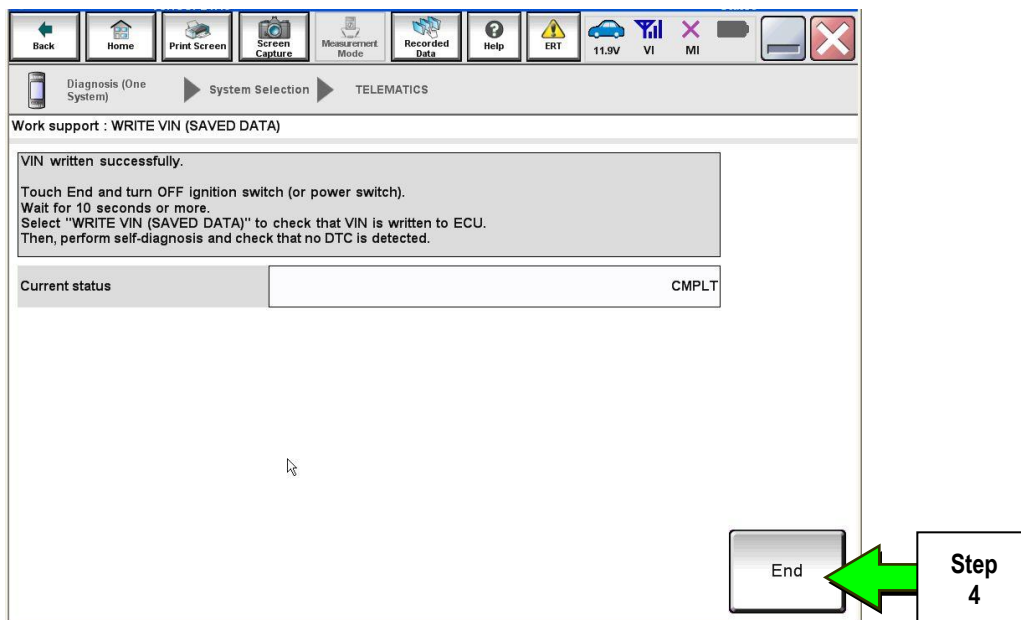 Back
Home
Print Screen
Screen Capture
Measurement Mode
Recorded Data
Help
ERT
11.9V
VI
MI
Diagnosis (One System)
System Selection
TELEMATICS
Work support : WRITE VIN (SAVED DATA)
VIN written successfully.
Touch End and turn OFF ignition switch (or power switch).
Wait for 10 seconds or more.
Select "WRITE VIN (SAVED DATA)" to check that VIN is written to ECU.
Then, perform self-diagnosis and check that no DTC is detected.
Current status
CMPLT
End
Step
4